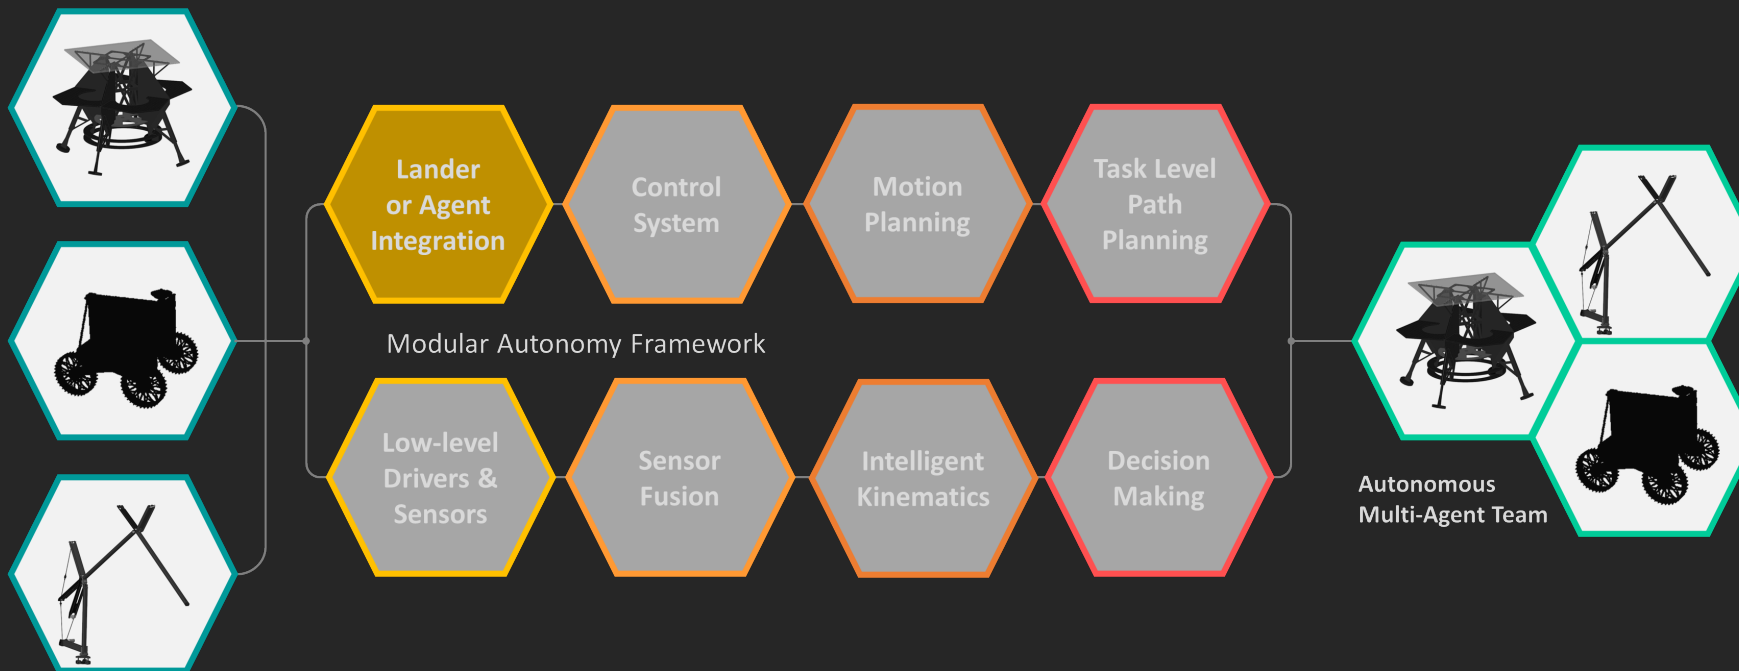 Lander
or Agent
Integration
Control
System
Motion
Planning
Task Level
Path
Planning
Modular Autonomy Framework
Low-level
Drivers &
Sensors
Sensor
Fusion
Intelligent
Kinematics
Decision
Making
Autonomous
Multi-Agent Team